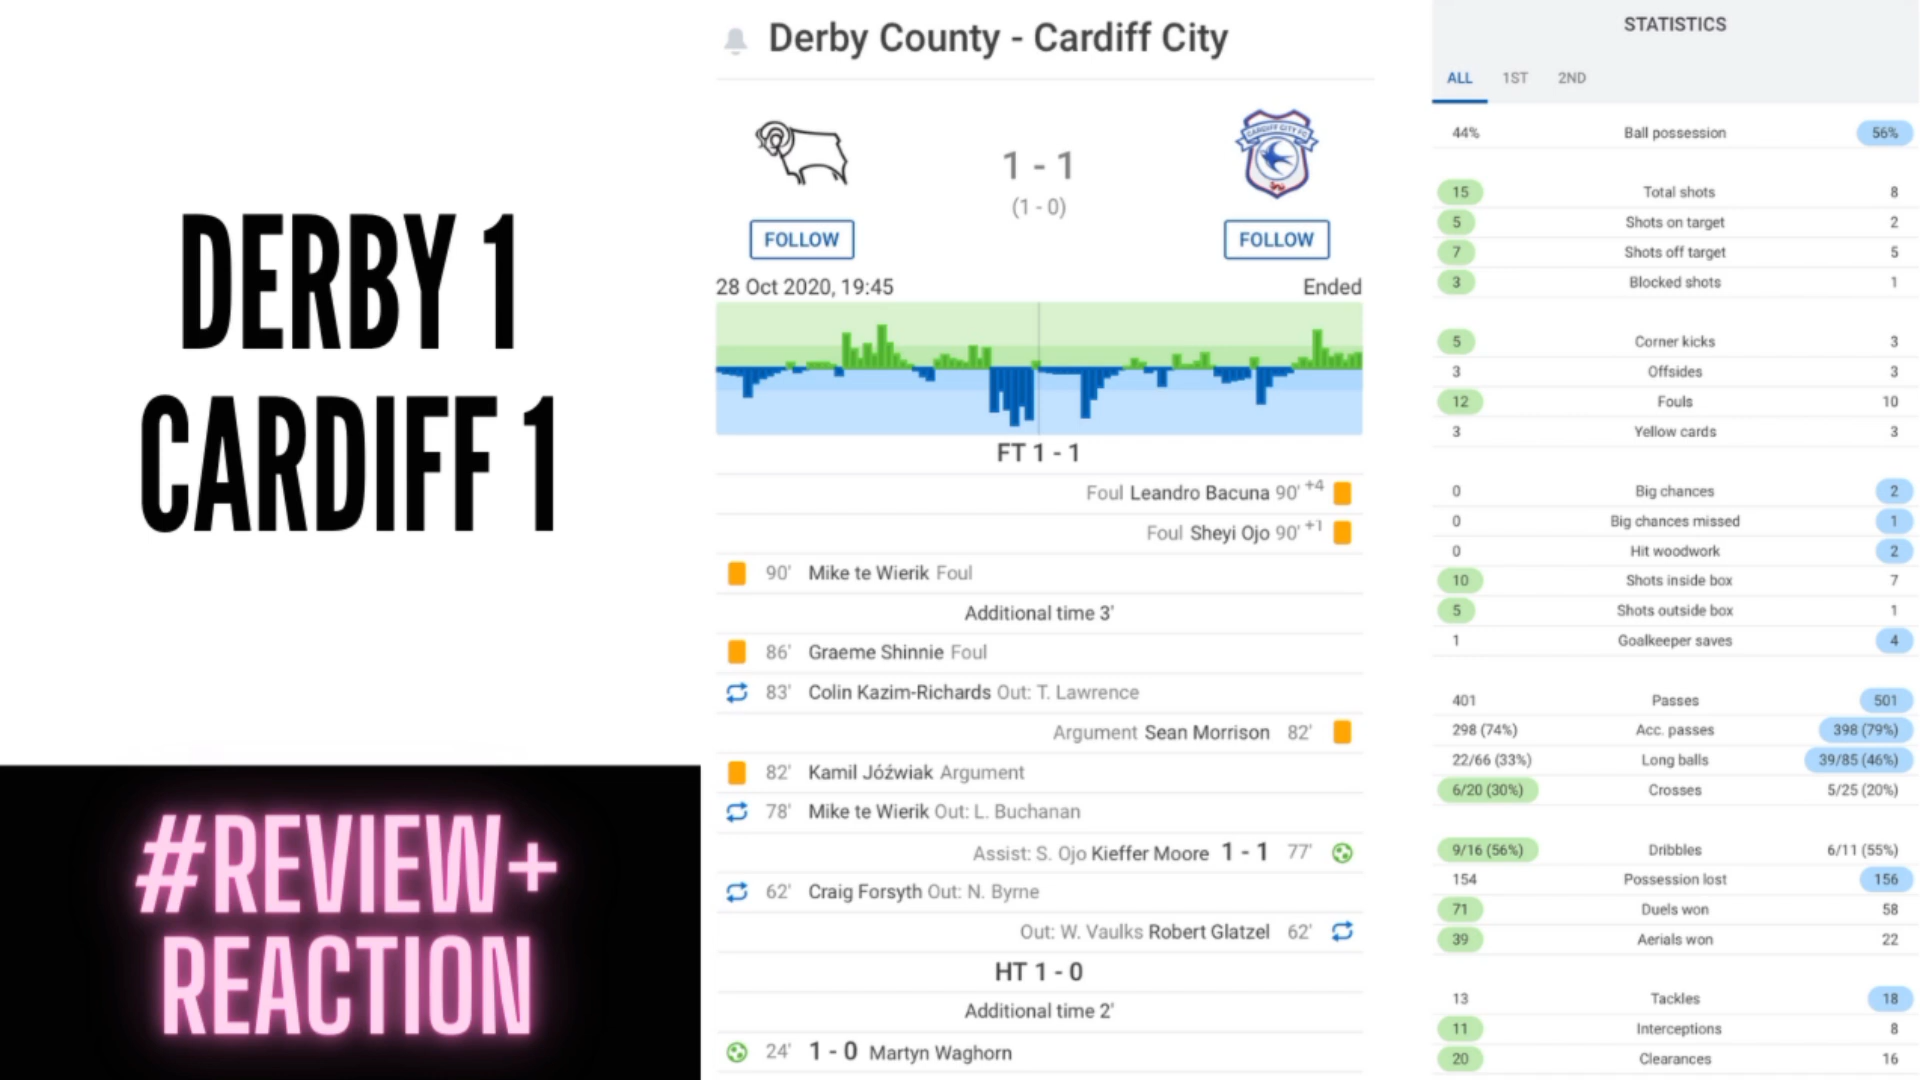 DERBY 1
CARDIFF 1
#REVIEW+
REACTION
Derby County - Cardiff City
CARDIFF CITY FC
1 - 1
(1 - 0)
FOLLOW
FOLLOW
28 Oct 2020, 19:45 Ended
FT 1 - 1
Foul Leandro Bacuna 90' +4
Foul Sheyi Ojo 90' +1
90' Mike te Wierik Foul
Additional time 3'
86' Graeme Shinnie Foul
83' Colin Kazim-Richards Out: T. Lawrence
Argument Sean Morrison 82'
82' Kamil Jóźwiak Argument
78' Mike te Wierik Out: L. Buchanan
Assist: S. Ojo Kieffer Moore 1 - 1 77'
62' Craig Forsyth Out: N. Byrne
Out: W. Vaulks Robert Glatzel 62'
HT 1 - 0
Additional time 2'
24' 1 - 0 Martyn Waghorn
STATISTICS
ALL 1ST 2ND
44% Ball possession 56%
15 Total shots 8
5 Shots on target 2
7 Shots off target 5
3 Blocked shots 1
5 Corner kicks 3
3 Offsides 3
12 Fouls 10
3 Yellow cards 3
0 Big chances 2
0 Big chances missed 1
0 Hit woodwork 2
10 Shots inside box 7
5 Shots outside box 1
1 Goalkeeper saves 4
401 Passes 501
298 (74%) Acc. passes 398 (79%)
22/66 (33%) Long balls 39/85 (46%)
6/20 (30%) Crosses 5/25 (20%)
9/16 (56%) Dribbles 6/11 (55%)
154 Possession lost 156
71 Duels won 58
39 Aerials won 22
13 Tackles 18
11 Interceptions 8
20 Clearances 16